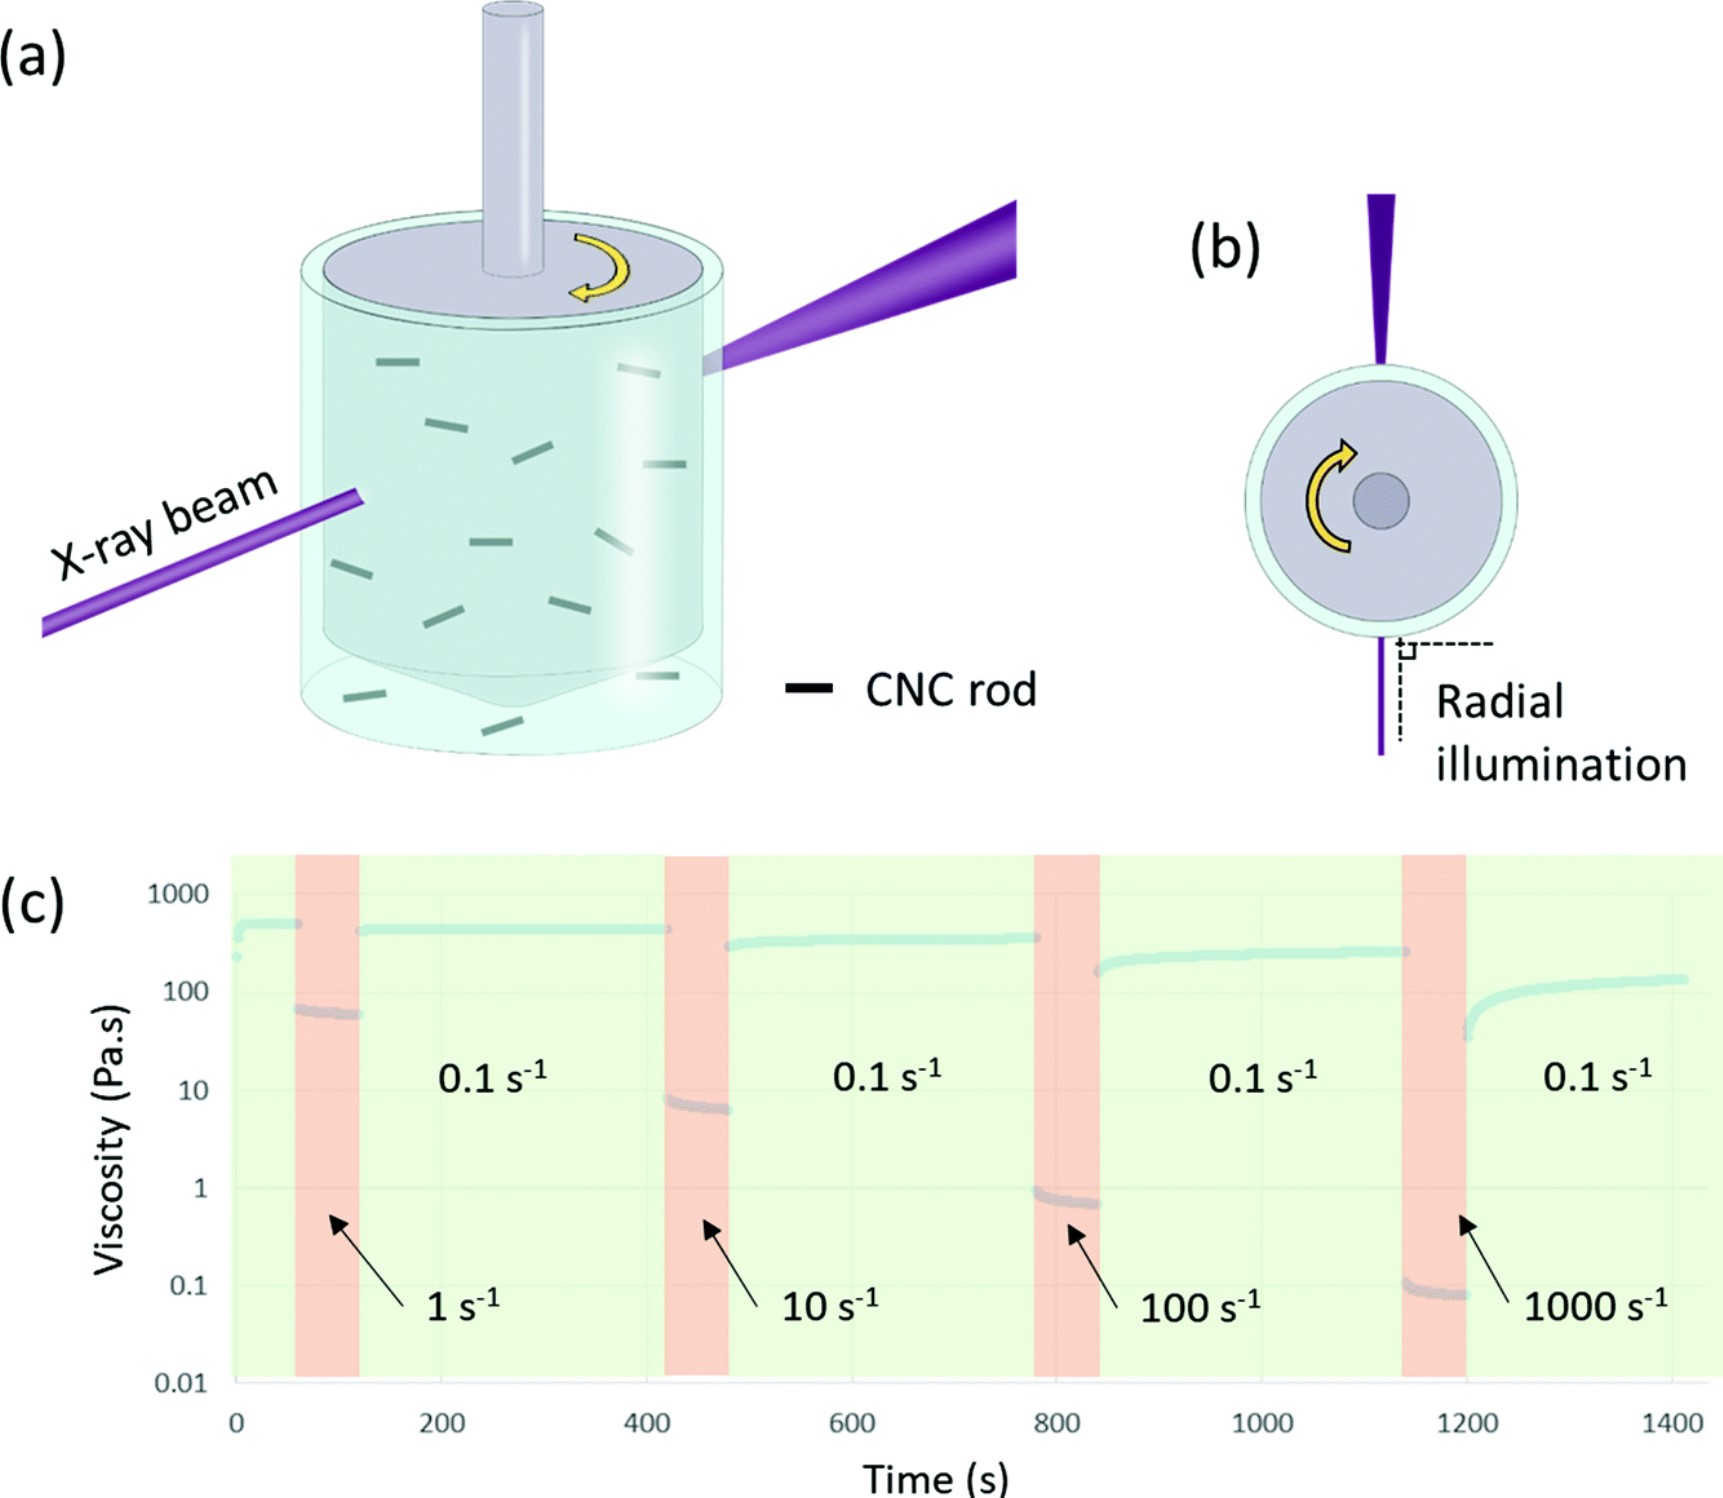 (a)
X-ray beam
CNC rod
(b)
Radial
illumination
(c)
Viscosity (Pa.s)
1000
100
10
1
0.1
0.01
0.1 s⁻¹
0.1 s⁻¹
0.1 s⁻¹
0.1 s⁻¹
1 s⁻¹
10 s⁻¹
100 s⁻¹
1000 s⁻¹
0 200 400 600 800 1000 1200 1400
Time (s)